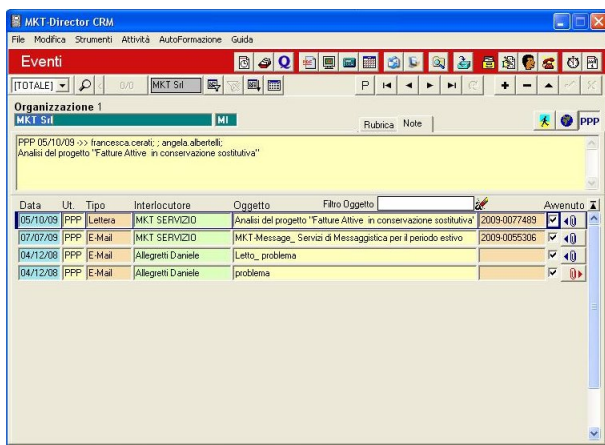 MKT-Director CRM
File Modifica Strumenti Attività AutoFormazione Guida
Eventi
Q
[TOTALE] 0/0 MKT Srl P
Organizzazione 1
MKT Srl MI
Rubrica Note
PPP
PPP 05/10/09 ->> francesca.cerati; ; angela.albertelli;
Analisi del progetto "Fatture Attive in conservazione sostitutiva"
Data Ut. Tipo Interlocutore Oggetto Filtro Oggetto Avvenuto
05/10/09 PPP Lettera MKT SERVIZIO Analisi del progetto "Fatture Attive in conservazione sostitutiva" 2009-0077489
07/07/09 PPP E-Mail MKT SERVIZIO MKT-Message_ Servizi di Messaggistica per il periodo estivo 2009-0055306
04/12/08 PPP E-Mail Allegretti Daniele Letto_ problema
04/12/08 PPP E-Mail Allegretti Daniele problema